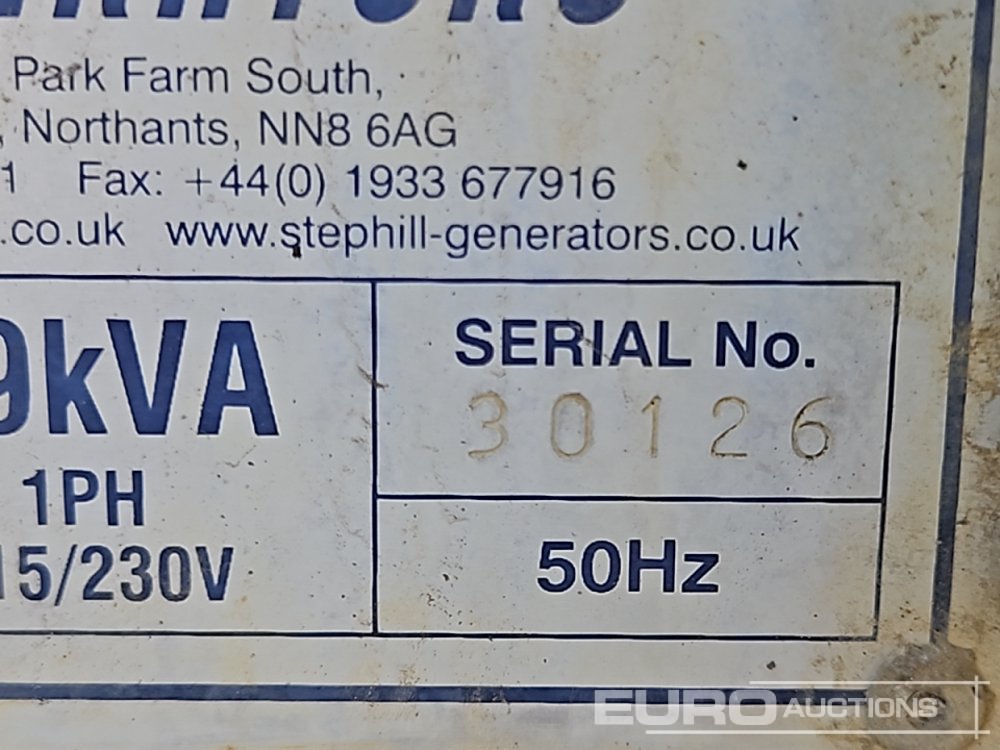 Park Farm South,
, Northants, NN8 6AG
1 Fax: +44(0) 1933 677916
.co.uk www.stephill-generators.co.uk
9kVA
1PH
15/230V
SERIAL No.
30126
50Hz
EURO AUCTIONS